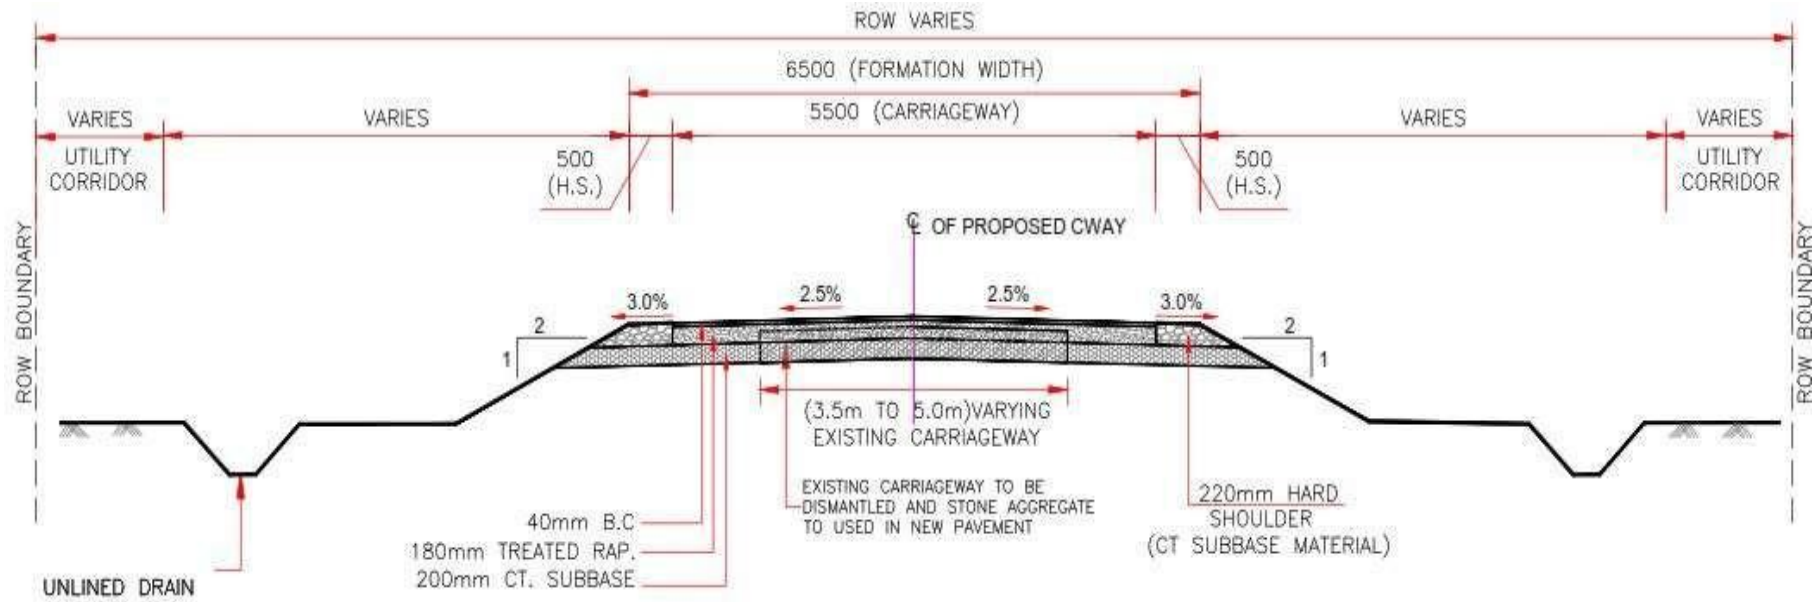 ROW VARIES
6500 (FORMATION WIDTH)
VARIES
VARIES
5500 (CARRIAGEWAY)
VARIES
VARIES
UTILITY
CORRIDOR
500
(H.S.)
500
(H.S.)
UTILITY
CORRIDOR
ROW BOUNDARY
ROW BOUNDARY
℄ OF PROPOSED CWAY
3.0%
2.5%
2.5%
3.0%
2
1
2
1
(3.5m TO 5.0m)VARYING
EXISTING CARRIAGEWAY
EXISTING CARRIAGEWAY TO BE
DISMANTLED AND STONE AGGREGATE
TO USED IN NEW PAVEMENT
40mm B.C
180mm TREATED RAP.
200mm CT. SUBBASE
220mm HARD
SHOULDER
(CT SUBBASE MATERIAL)
UNLINED DRAIN